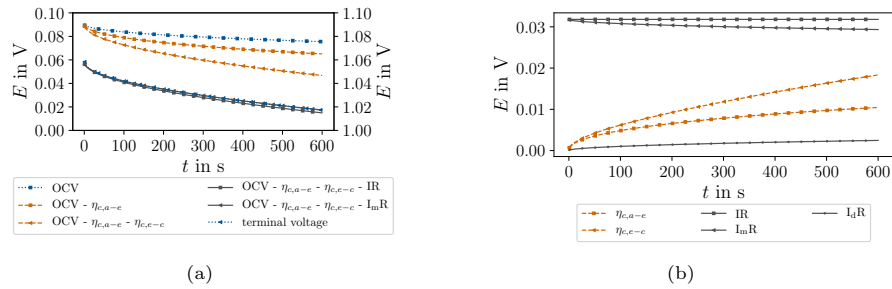 0.10
0.08
0.06
0.04
0.02
0.00
E in V
1.10
1.08
1.06
1.04
1.02
1.00
E in V
0 100 200 300 400 500 600
t in s
OCV
OCV - η_{c,a−e}
OCV - η_{c,a−e} - η_{c,e−c}
OCV - η_{c,a−e} - η_{c,e−c} - IR
OCV - η_{c,a−e} - η_{c,e−c} - I_mR
terminal voltage
(a)
0.03
0.02
0.01
0.00
E in V
0 100 200 300 400 500 600
t in s
η_{c,a−e}
η_{c,e−c}
IR
I_mR
I_dR
(b)